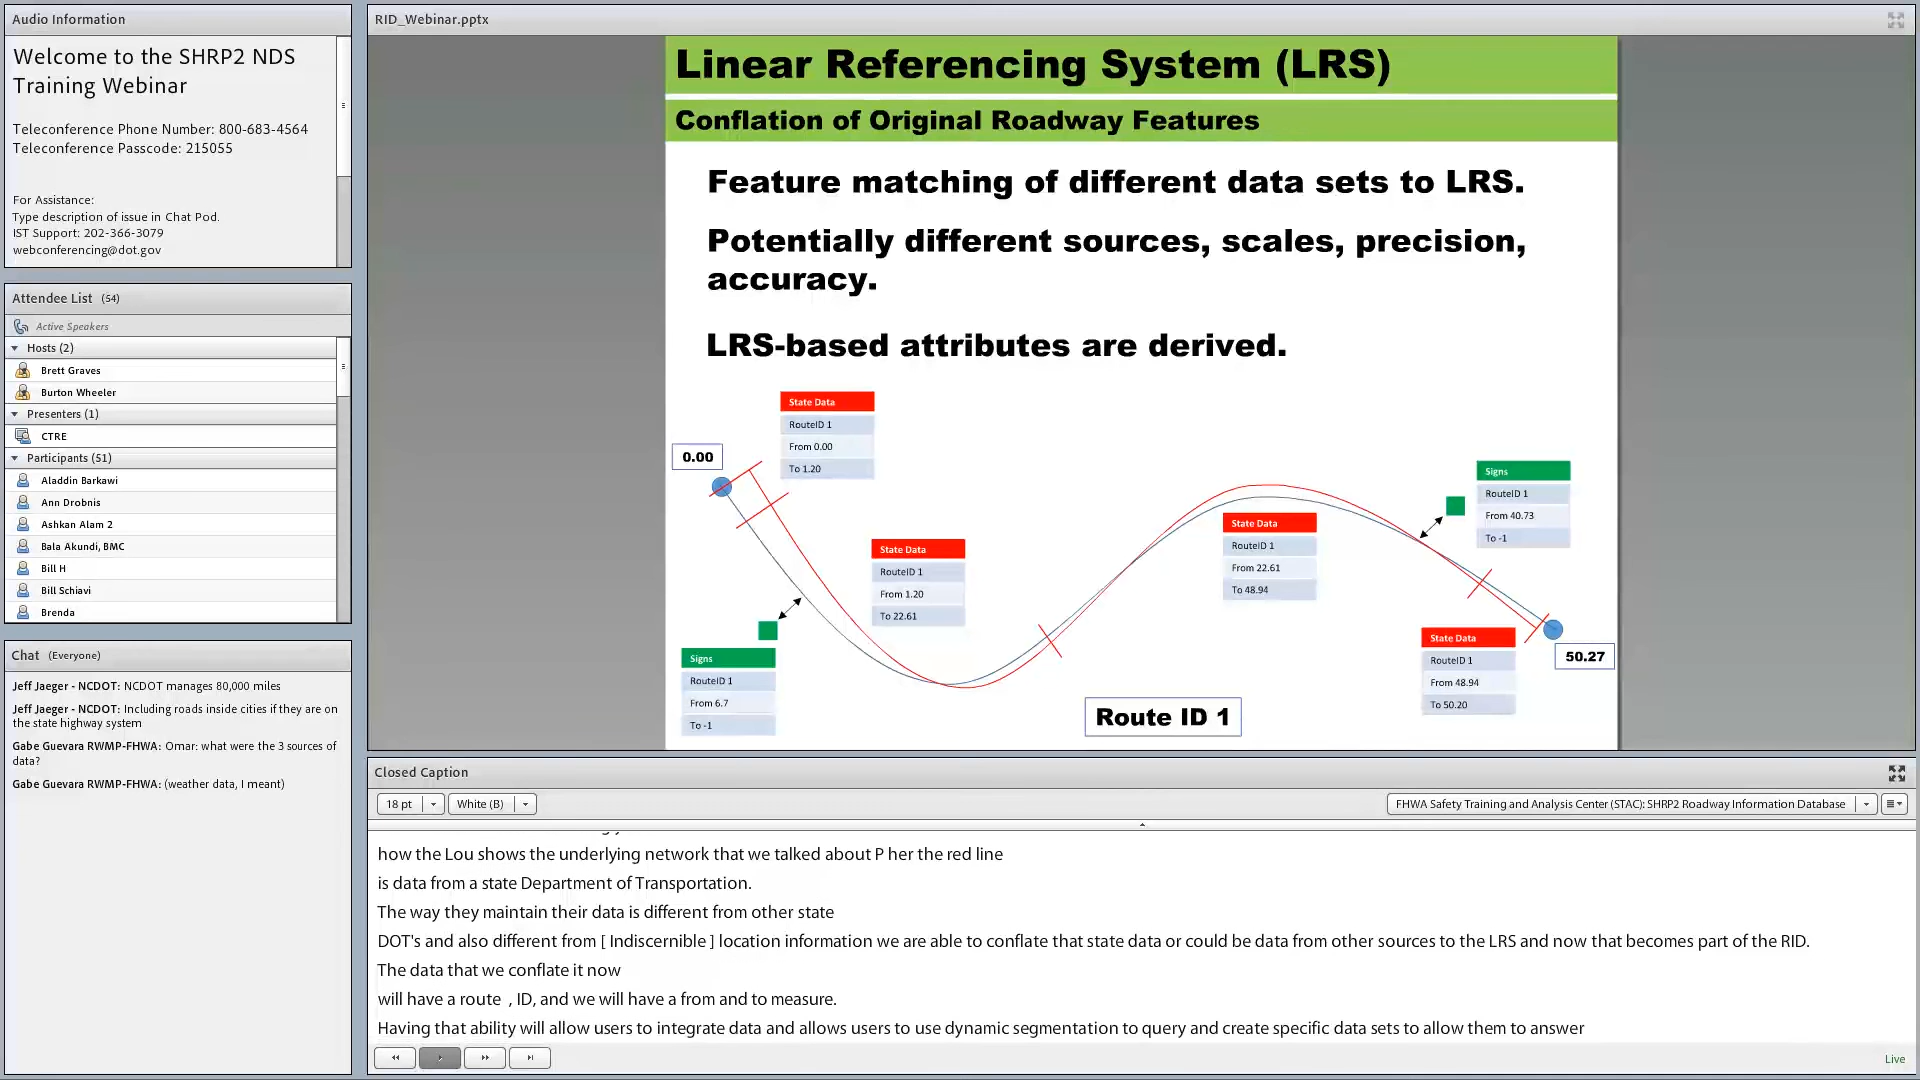 Audio Information
Welcome to the SHRP2 NDS
Training Webinar
Teleconference Phone Number: 800-683-4564
Teleconference Passcode: 215055
For Assistance:
Type description of issue in Chat Pod.
IST Support: 202-366-3079
webconferencing@dot.gov
Attendee List (54)
Active Speakers
Hosts (2)
Brett Graves
Burton Wheeler
Presenters (1)
CTRE
Participants (51)
Aladdin Barkawi
Ann Drobnis
Ashkan Alam 2
Bala Akundi, BMC
Bill H
Bill Schiavi
Brenda
Chat (Everyone)
Jeff Jaeger - NCDOT: NCDOT manages 80,000 miles
Jeff Jaeger - NCDOT: Including roads inside cities if they are on
the state highway system
Gabe Guevara RWMP-FHWA: Omar: what were the 3 sources of
data?
Gabe Guevara RWMP-FHWA: (weather data, I meant)
RID_Webinar.pptx
Linear Referencing System (LRS)
Conflation of Original Roadway Features
Feature matching of different data sets to LRS.
Potentially different sources, scales, precision,
accuracy.
LRS-based attributes are derived.
0.00
State Data
RouteID 1
From 0.00
To 1.20
State Data
RouteID 1
From 1.20
To 22.61
Signs
RouteID 1
From 6.7
To -1
State Data
RouteID 1
From 22.61
To 48.94
Signs
RouteID 1
From 40.73
To -1
State Data
RouteID 1
From 48.94
To 50.20
50.27
Route ID 1
Closed Caption
18 pt
White (B)
FHWA Safety Training and Analysis Center (STAC): SHRP2 Roadway Information Database
how the Lou shows the underlying network that we talked about P her the red line
is data from a state Department of Transportation.
The way they maintain their data is different from other state
DOT's and also different from [ Indiscernible ] location information we are able to conflate that state data or could be data from other sources to the LRS and now that becomes part of the RID.
The data that we conflate it now
will have a route , ID, and we will have a from and to measure.
Having that ability will allow users to integrate data and allows users to use dynamic segmentation to query and create specific data sets to allow them to answer
Live